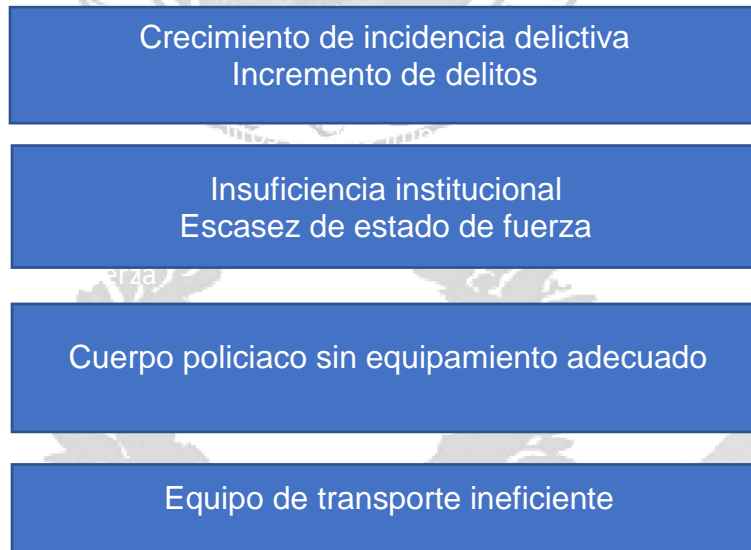 Crecimiento de incidencia delictiva
Incremento de delitos
Insuficiencia institucional
Escasez de estado de fuerza
Cuerpo policiaco sin equipamiento adecuado
Equipo de transporte ineficiente